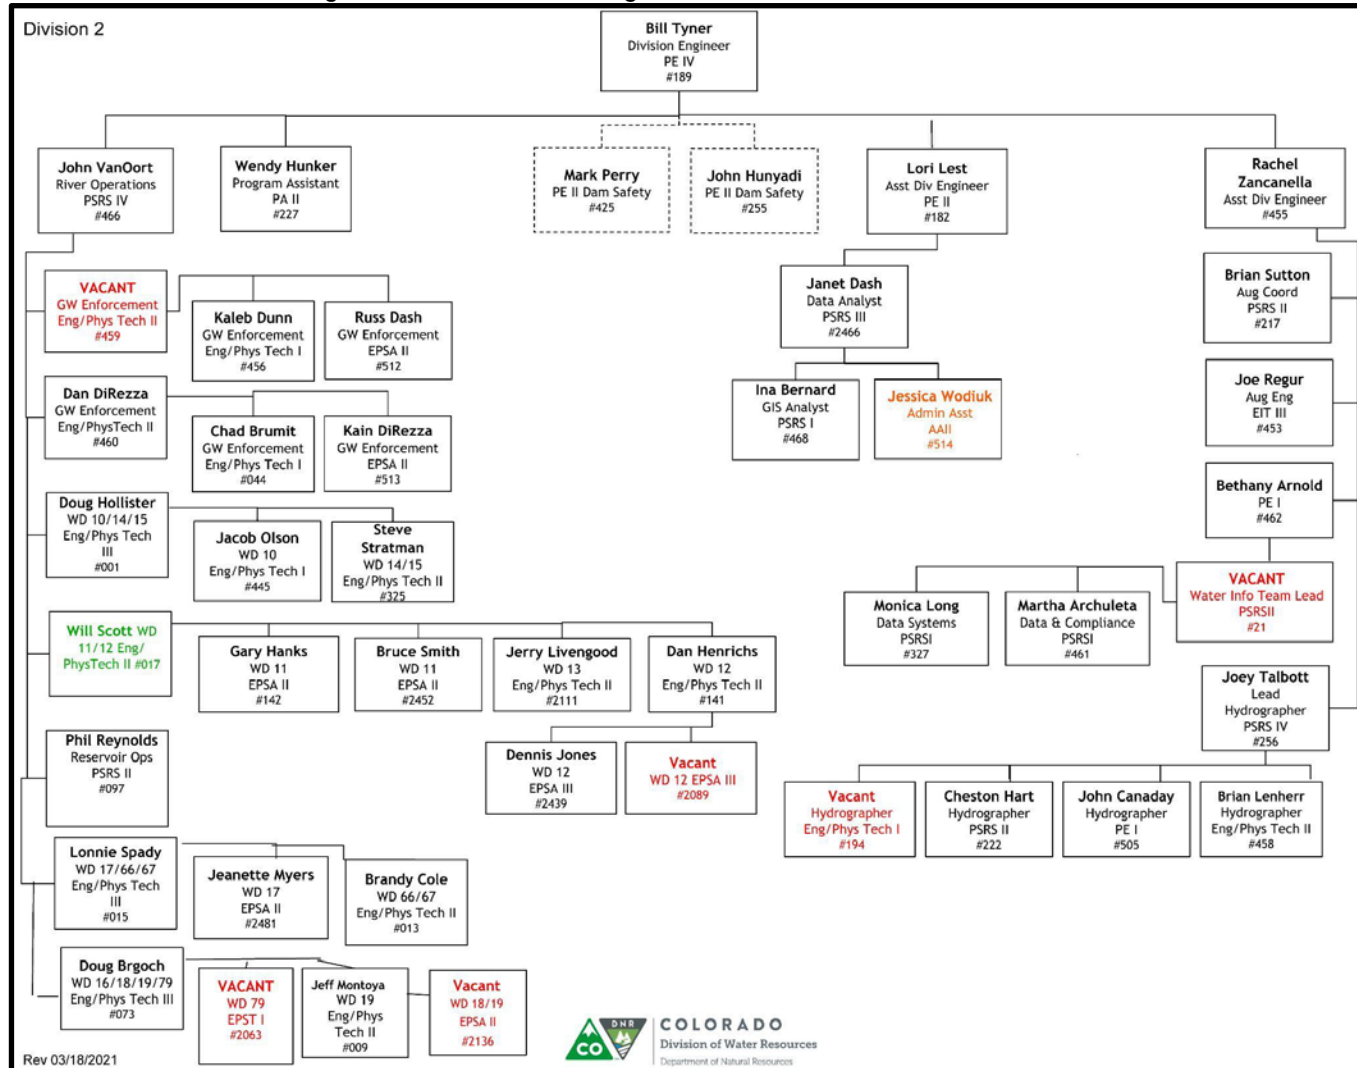 Division 2
Bill Tyner
Division Engineer
PE IV
#189
John VanOort
River Operations
PSRS IV
#466
Wendy Hunker
Program Assistant
PA II
#227
Mark Perry
PE II Dam Safety
#425
John Hunyadi
PE II Dam Safety
#255
Lori Lest
Asst Div Engineer
PE II
#182
Rachel
Zancanella
Asst Div Engineer
#455
VACANT
GW Enforcement
Eng/Phys Tech II
#459
Kaleb Dunn
GW Enforcement
Eng/Phys Tech I
#456
Russ Dash
GW Enforcement
EPSA II
#512
Janet Dash
Data Analyst
PSRS III
#2466
Brian Sutton
Aug Coord
PSRS II
#217
Dan DiRezza
GW Enforcement
Eng/PhysTech II
#460
Chad Brumit
GW Enforcement
Eng/Phys Tech I
#044
Kain DiRezza
GW Enforcement
EPSA II
#513
Ina Bernard
GIS Analyst
PSRS I
#468
Jessica Wodiuk
Admin Asst
AAII
#514
Joe Regur
Aug Eng
EIT III
#453
Bethany Arnold
PE I
#462
Doug Hollister
WD 10/14/15
Eng/Phys Tech
III
#001
Jacob Olson
WD 10
Eng/Phys Tech I
#445
Steve
Stratman
WD 14/15
Eng/Phys Tech II
#325
Monica Long
Data Systems
PSRSI
#327
Martha Archuleta
Data & Compliance
PSRSI
#461
VACANT
Water Info Team Lead
PSRSII
#21
Will Scott WD
11/12 Eng/
PhysTech II #017
Gary Hanks
WD 11
EPSA II
#142
Bruce Smith
WD 11
EPSA II
#2452
Jerry Livengood
WD 13
Eng/Phys Tech II
#2111
Dan Henrichs
WD 12
Eng/Phys Tech II
#141
Joey Talbott
Lead
Hydrographer
PSRS IV
#256
Phil Reynolds
Reservoir Ops
PSRS II
#097
Dennis Jones
WD 12
EPSA III
#2439
Vacant
WD 12 EPSA III
#2089
Vacant
Hydrographer
Eng/Phys Tech I
#194
Cheston Hart
Hydrographer
PSRS II
#222
John Canaday
Hydrographer
PE I
#505
Brian Lenherr
Hydrographer
Eng/Phys Tech II
#458
Lonnie Spady
WD 17/66/67
Eng/Phys Tech
III
#015
Jeanette Myers
WD 17
EPSA II
#2481
Brandy Cole
WD 66/67
Eng/Phys Tech II
#013
Doug Brgoch
WD 16/18/19/79
Eng/Phys Tech III
#073
VACANT
WD 79
EPST I
#2063
Jeff Montoya
WD 19
Eng/Phys
Tech II
#009
Vacant
WD 18/19
EPSA II
#2136
CO
DNR
COLORADO
Division of Water Resources
Department of Natural Resources
Rev 03/18/2021